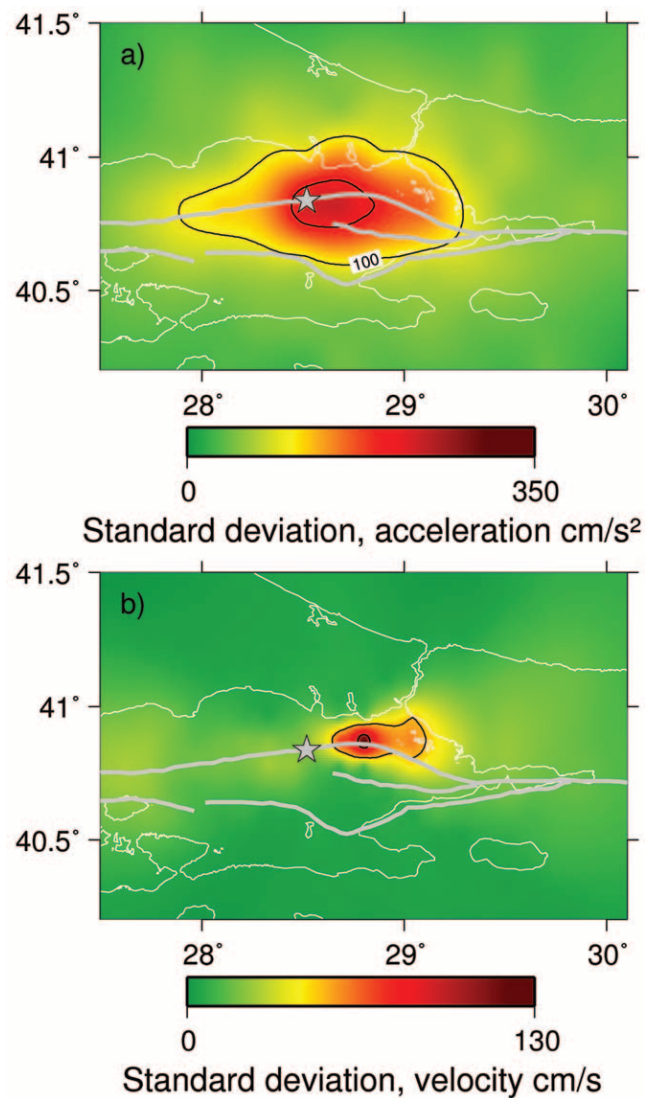 a)
41.5°
41°
100
40.5°
28° 29° 30°
0 350
Standard deviation, acceleration cm/s²
b)
41.5°
41°
40.5°
28° 29° 30°
0 130
Standard deviation, velocity cm/s